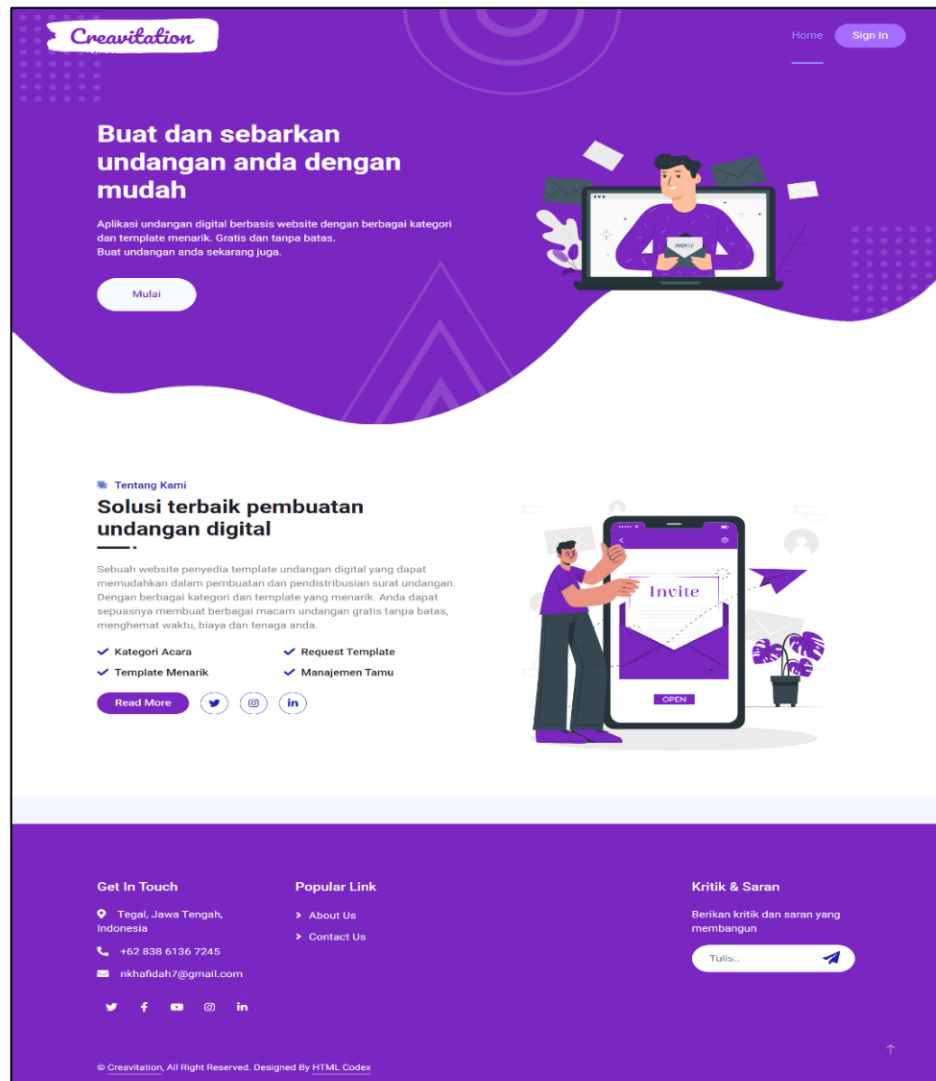 Creavitation
Home
Sign In
Buat dan sebarkan
undangan anda dengan
mudah
Aplikasi undangan digital berbasis website dengan berbagai kategori
dan template menarik. Gratis dan tanpa batas.
Buat undangan anda sekarang juga.
Mulai
Tentang Kami
Solusi terbaik pembuatan
undangan digital
Sebuah website penyedia template undangan digital yang dapat
memudahkan dalam pembuatan dan pendistribusian surat undangan.
Dengan berbagai kategori dan template yang menarik. Anda dapat
sepuasnya membuat berbagai macam undangan gratis tanpa batas,
menghemat waktu, biaya dan tenaga anda.
Kategori Acara
Request Template
Template Menarik
Manajemen Tamu
Read More
Invite
OPEN
Get In Touch
Tegal, Jawa Tengah,
Indonesia
+62 838 6136 7245
nkhafidah7@gmail.com
Popular Link
About Us
Contact Us
Kritik & Saran
Berikan kritik dan saran yang
membangun
Tulis..
© Creavitation, All Right Reserved. Designed By HTML Codex